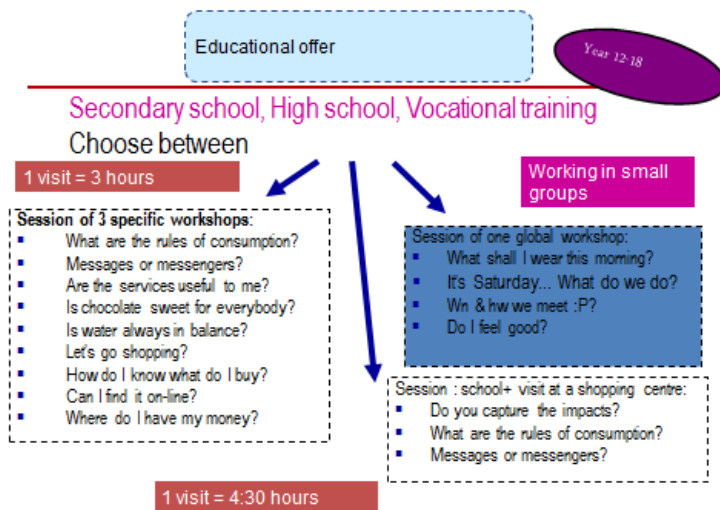 Educational offer
Year 12-18
Secondary school, High school, Vocational training
Choose between
1 visit = 3 hours
Working in small
groups
Session of 3 specific workshops:
What are the rules of consumption?
Messages or messengers?
Are the services useful to me?
Is chocolate sweet for everybody?
Is water always in balance?
Let's go shopping?
How do I know what do I buy?
Can I find it on-line?
Where do I have my money?
Session of one global workshop:
What shall I wear this morning?
It's Saturday... What do we do?
Wn & hw we meet :P?
Do I feel good?
Session : school+ visit at a shopping centre:
Do you capture the impacts?
What are the rules of consumption?
Messages or messengers?
1 visit = 4:30 hours